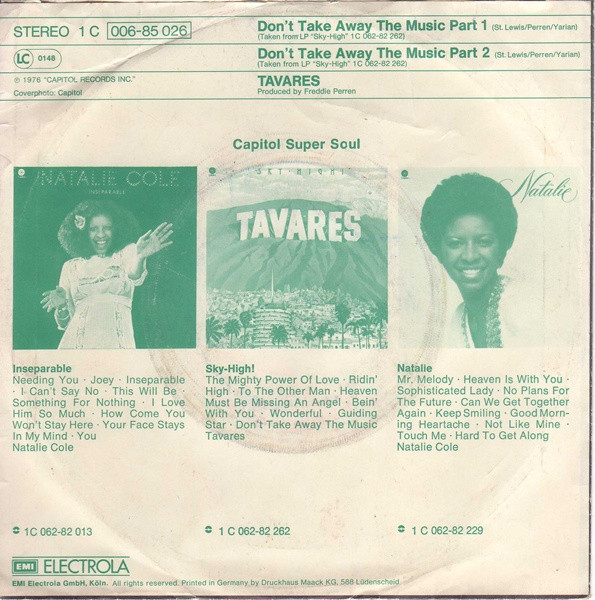 STEREO 1 C 006-85 026
LC 0148
℗ 1976 "CAPITOL RECORDS INC."
Coverphoto: Capitol
Don't Take Away The Music Part 1 (St. Lewis/Perren/Yarian)
(Taken from LP "Sky-High" 1C 062-82 262)
Don't Take Away The Music Part 2 (St. Lewis/Perren/Yarian)
(Taken from LP "Sky-High" 1C 062-82 262)
TAVARES
Produced by Freddie Perren
Capitol Super Soul
NATALIE COLE
INSEPARABLE
SKY-HIGH!
TAVARES
Natalie
Inseparable
Needing You · Joey · Inseparable
· I Can't Say No · This Will Be ·
Something For Nothing · I Love
Him So Much · How Come You
Won't Stay Here · Your Face Stays
In My Mind · You
Natalie Cole
1C 062-82 013
Sky-High!
The Mighty Power Of Love · Ridin'
High · To The Other Man · Heaven
Must Be Missing An Angel · Bein'
With You · Wonderful · Guiding
Star · Don't Take Away The Music
Tavares
1 C 062-82 262
Natalie
Mr. Melody · Heaven Is With You ·
Sophisticated Lady · No Plans For
The Future · Can We Get Together
Again · Keep Smiling · Good Morn-
ing Heartache · Not Like Mine ·
Touch Me · Hard To Get Along
Natalie Cole
1 C 062-82 229
EMI ELECTROLA
EMI Electrola GmbH, Köln. All rights reserved. Printed in Germany by Druckhaus Maack KG, 588 Lüdenscheid